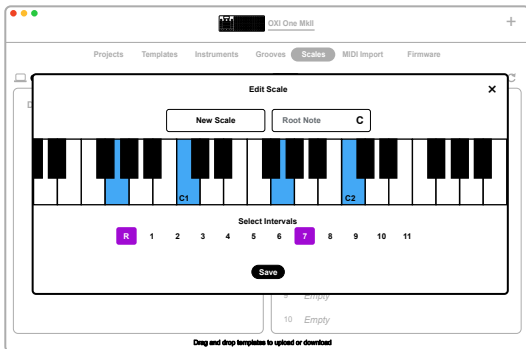 OXI One MkII
+
Projects Templates Instruments Grooves Scales MIDI Import Firmware
Edit Scale
New Scale
Root Note C
C1 C2
Select Intervals
R 1 2 3 4 5 6 7 8 9 10 11
Save
9 Empty
10 Empty
Drag and drop templates to upload or download